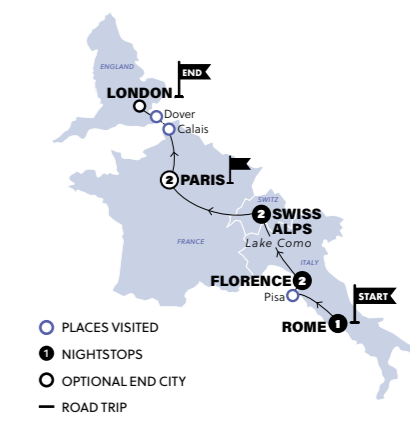 ENGLAND
END
LONDON
Dover
Calais
2 PARIS
SWITZ
2 SWISS
ALPS
Lake Como
FRANCE
ITALY
FLORENCE 2
Pisa
START
ROME 1
PLACES VISITED
1 NIGHTSTOPS
OPTIONAL END CITY
ROAD TRIP